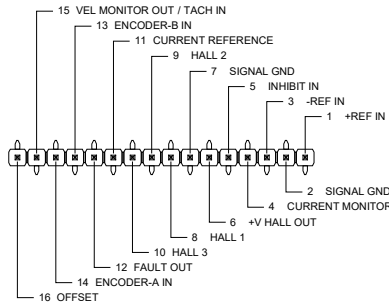 15 VEL MONITOR OUT / TACH IN
13 ENCODER-B IN
11 CURRENT REFERENCE
9 HALL 2
7 SIGNAL GND
5 INHIBIT IN
3 -REF IN
1 +REF IN
2 SIGNAL GND
4 CURRENT MONITOR
6 +V HALL OUT
8 HALL 1
10 HALL 3
12 FAULT OUT
14 ENCODER-A IN
16 OFFSET